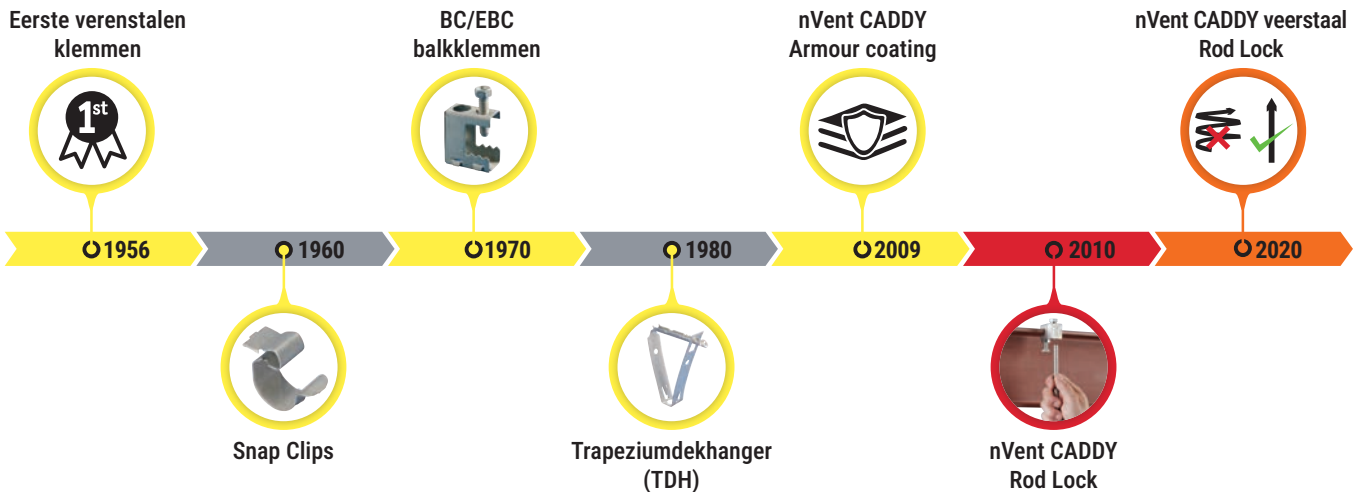 Eerste verenstalen
klemmen
BC/EBC
balkklemmen
nVent CADDY
Armour coating
nVent CADDY veerstaal
Rod Lock
1st
1956
1960
1970
1980
2009
2010
2020
Snap Clips
Trapeziumdekhanger
(TDH)
nVent CADDY
Rod Lock